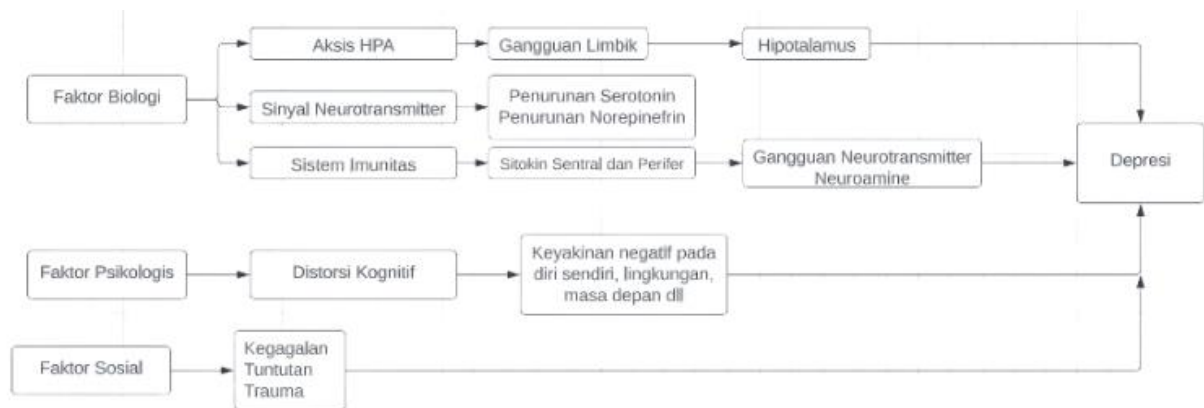 Aksis HPA
Gangguan Limbik
Hipotalamus
Faktor Biologi
Sinyal Neurotransmitter
Penurunan Serotonin
Penurunan Norepinefrin
Sistem Imunitas
Sitokin Sentral dan Perifer
Gangguan Neurotransmitter
Neuroamine
Depresi
Faktor Psikologis
Distorsi Kognitif
Keyakinan negatif pada
diri sendiri, lingkungan,
masa depan dll
Faktor Sosial
Kegagalan
Tuntutan
Trauma